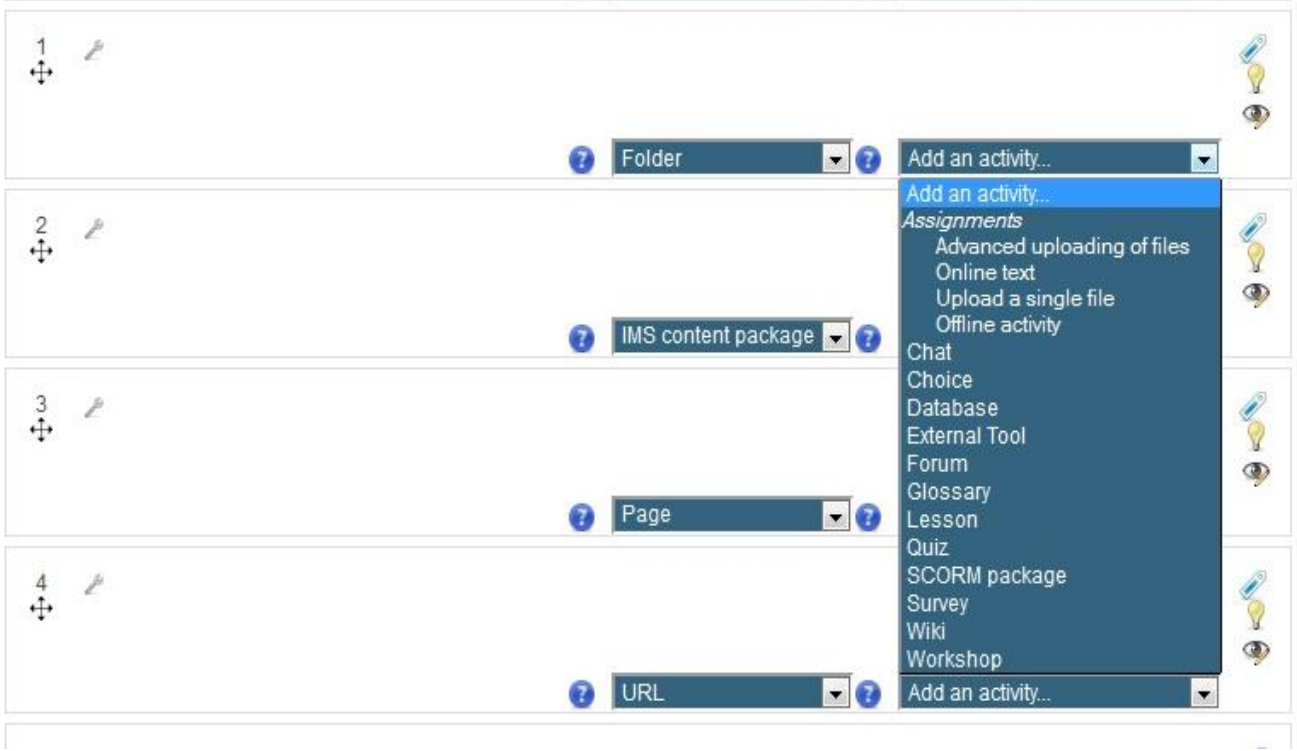 1
Folder
Add an activity...
Add an activity...
Assignments
Advanced uploading of files
Online text
Upload a single file
Offline activity
Chat
Choice
Database
External Tool
Forum
Glossary
Lesson
Quiz
SCORM package
Survey
Wiki
Workshop
2
IMS content package
3
Page
4
URL
Add an activity...